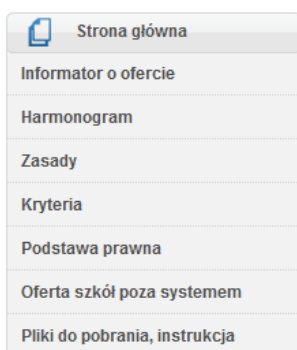 Strona główna
Informator o ofercie
Harmonogram
Zasady
Kryteria
Podstawa prawna
Oferta szkół poza systemem
Pliki do pobrania, instrukcja